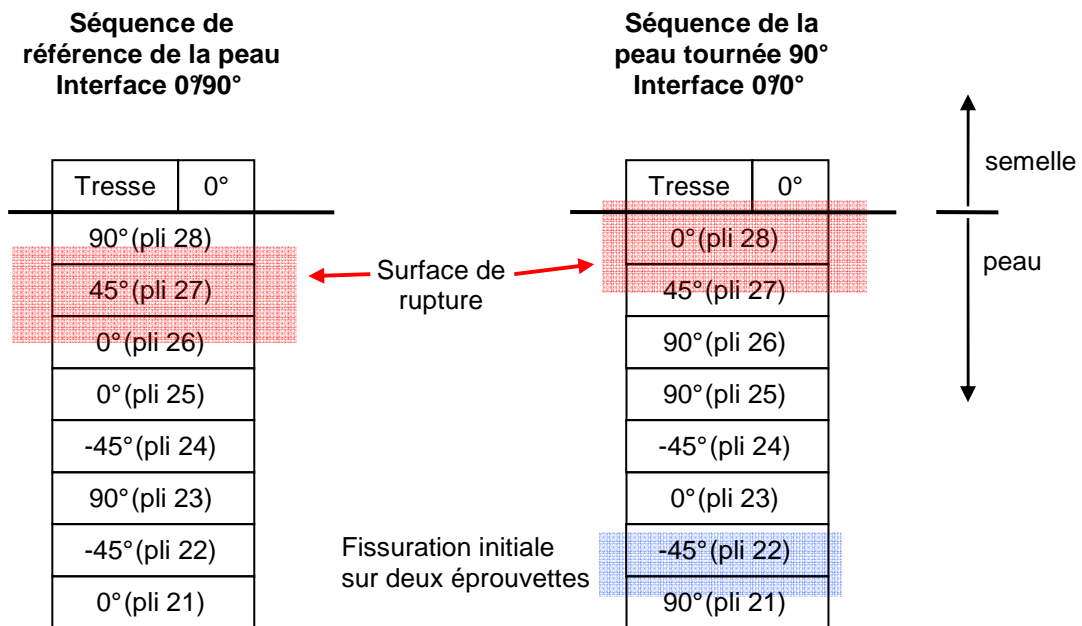 Séquence de
référence de la peau
Interface 0°/90°
Séquence de la
peau tournée 90°
Interface 0°/0°
Tresse 0°
90°(pli 28)
45°(pli 27)
0°(pli 26)
0°(pli 25)
-45°(pli 24)
90°(pli 23)
-45°(pli 22)
0°(pli 21)
Surface de
rupture
Fissuration initiale
sur deux éprouvettes
Tresse 0°
0°(pli 28)
45°(pli 27)
90°(pli 26)
90°(pli 25)
-45°(pli 24)
0°(pli 23)
-45°(pli 22)
90°(pli 21)
semelle
peau